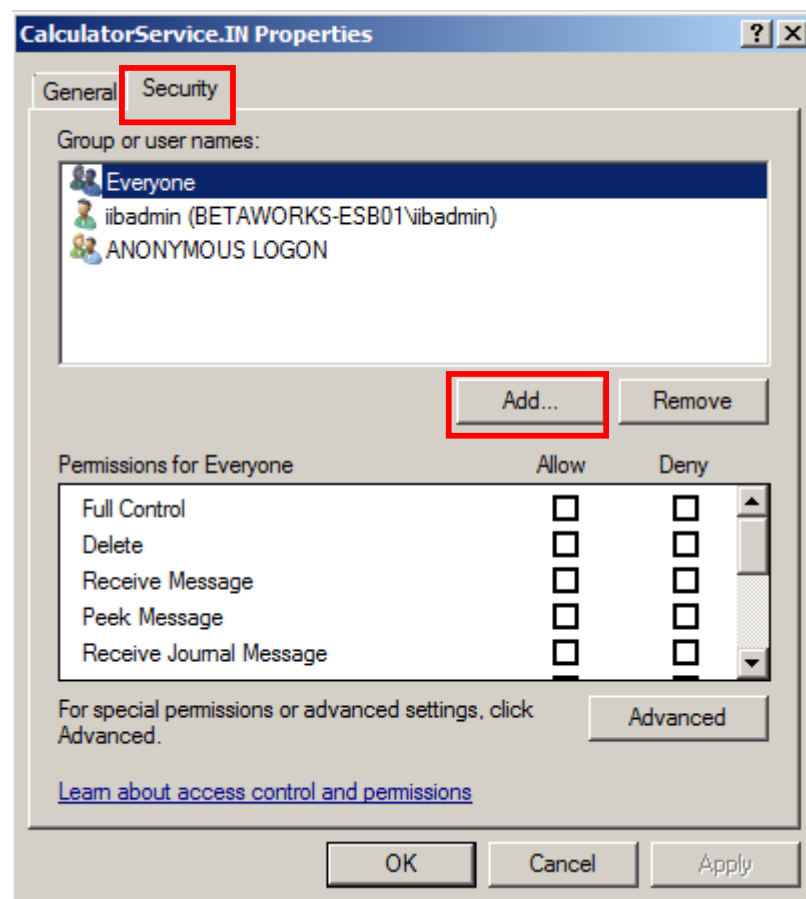 CalculatorService.IN Properties
General
Security
Group or user names:
Everyone
iibadmin (BETAWORKS-ESB01\iibadmin)
ANONYMOUS LOGON
Add...
Remove
Permissions for Everyone
Allow
Deny
Full Control
Delete
Receive Message
Peek Message
Receive Journal Message
For special permissions or advanced settings, click
Advanced.
Advanced
Learn about access control and permissions
OK
Cancel
Apply